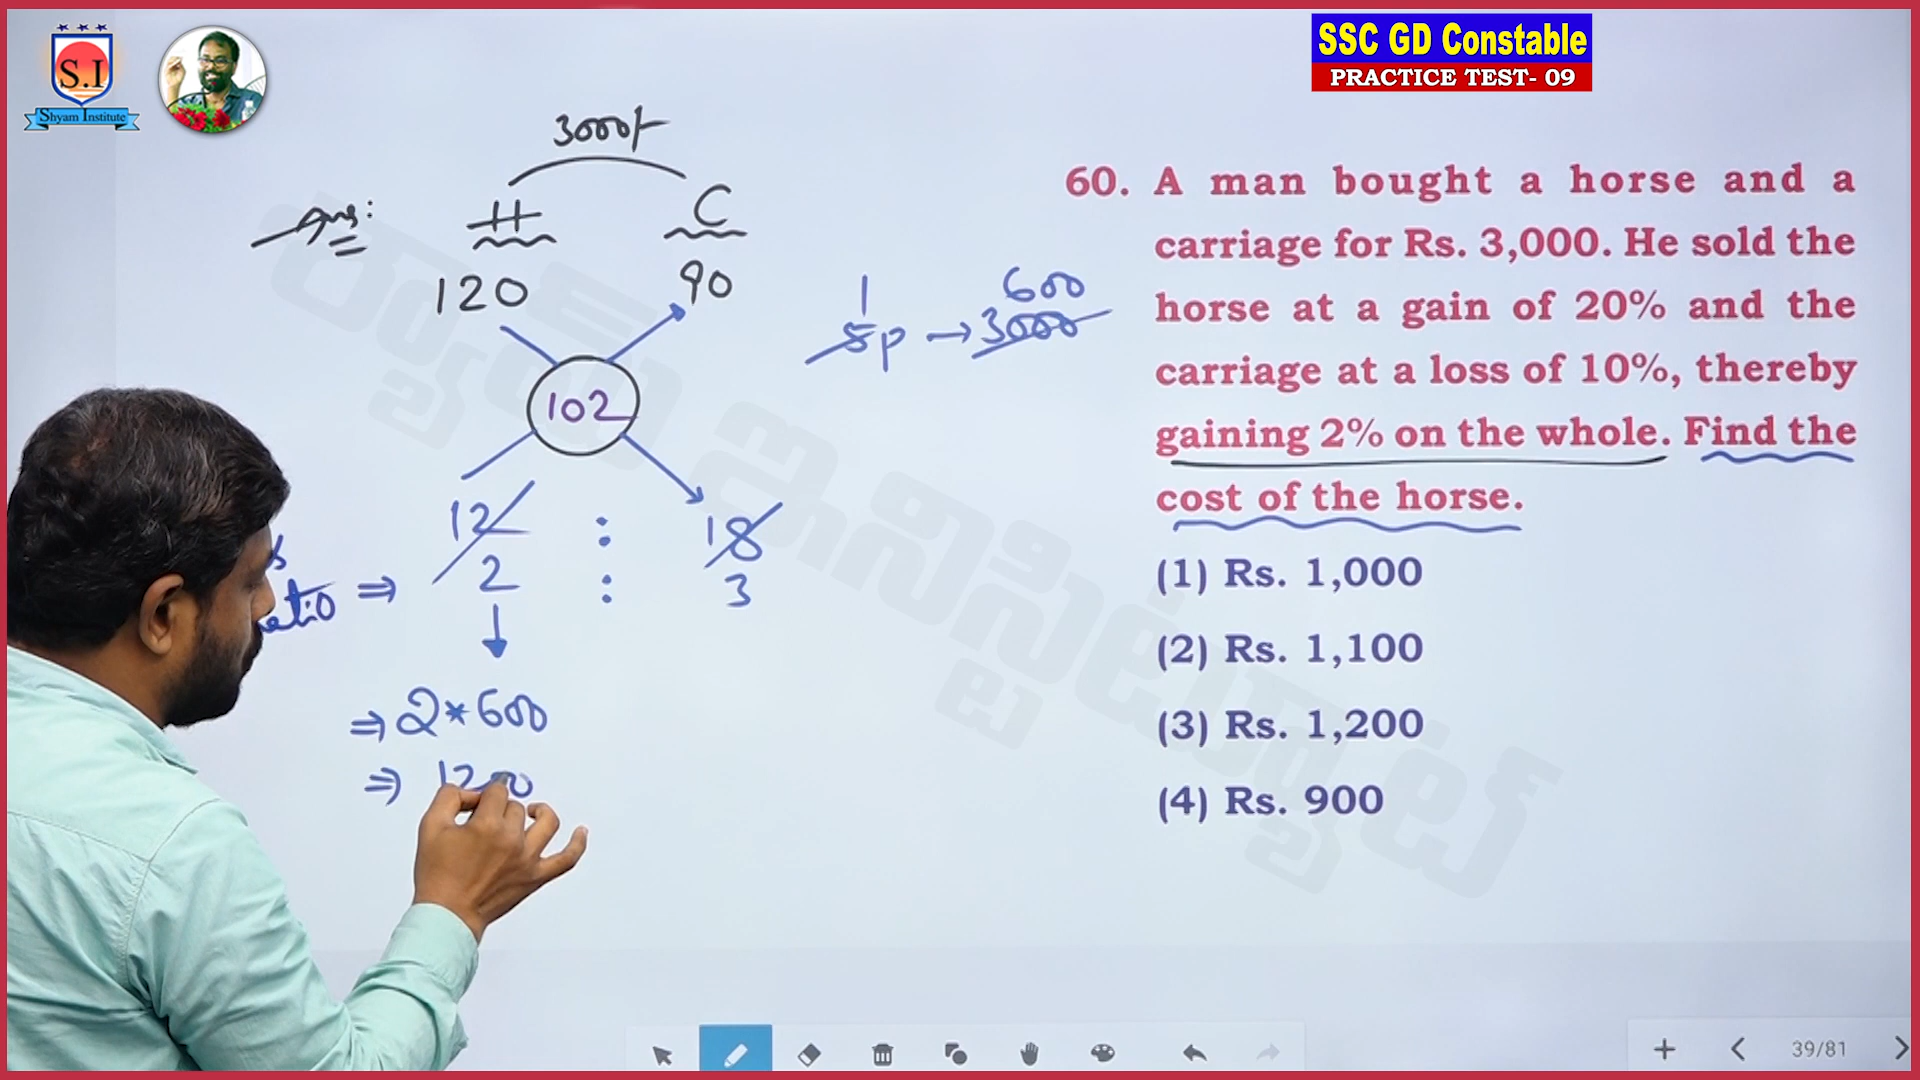 S.I
Shyam Institute
SSC GD Constable
PRACTICE TEST- 09
60. A man bought a horse and a
carriage for Rs. 3,000. He sold the
horse at a gain of 20% and the
carriage at a loss of 10%, thereby
gaining 2% on the whole. Find the
cost of the horse.
(1) Rs. 1,000
(2) Rs. 1,100
(3) Rs. 1,200
(4) Rs. 900
3000/-
Ans:
H C
120 90
102
12 : 18
2 : 3
1 600
5p → 3000
⇒
⇒ 2*600
⇒ 1200
39/81